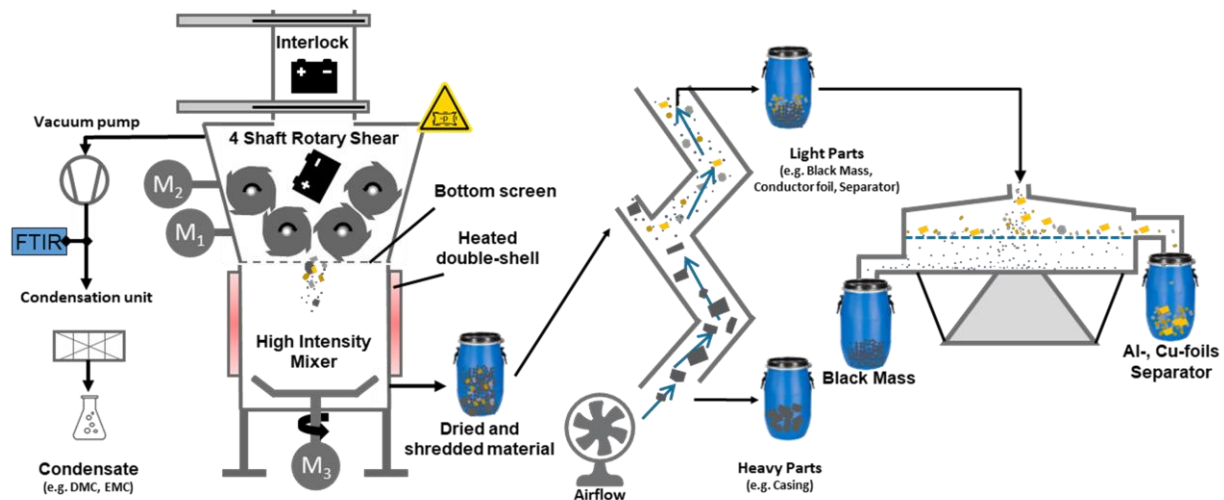 Interlock
+ -
Vacuum pump
4 Shaft Rotary Shear
+ -
M2
M1
Bottom screen
Heated
double-shell
FTIR
Condensation unit
High Intensity
Mixer
M3
Condensate
(e.g. DMC, EMC)
Dried and
shredded material
Airflow
Light Parts
(e.g. Black Mass,
Conductor foil, Separator)
Heavy Parts
(e.g. Casing)
Black Mass
Al-, Cu-foils
Separator